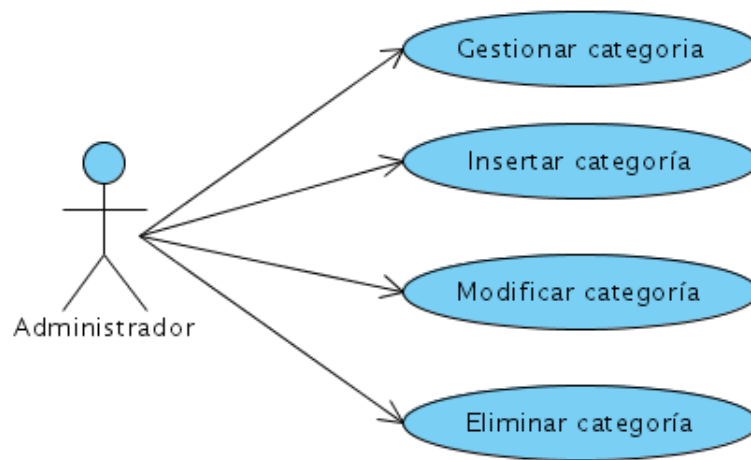 Gestionar categoria
Insertar categoría
Modificar categoría
Eliminar categoría
Administrador